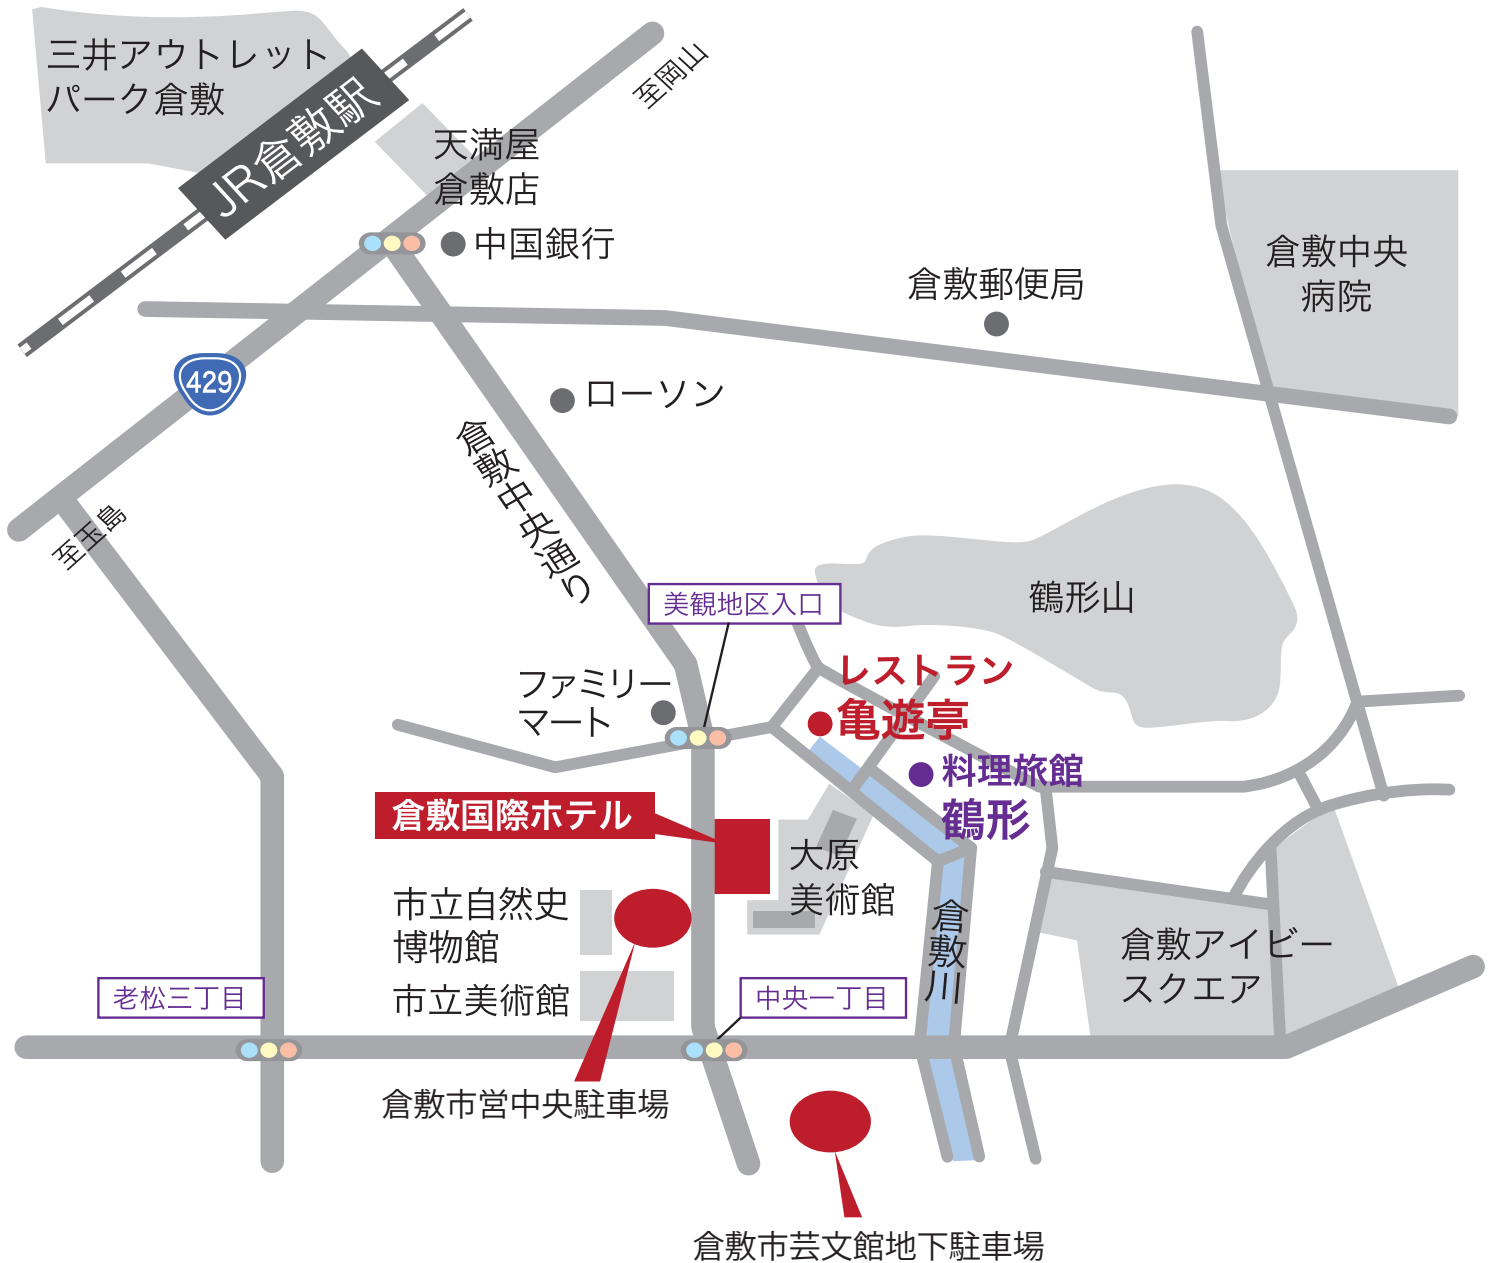 三井アウトレット
パーク倉敷
JR倉敷駅
至岡山
天満屋
倉敷店
中国銀行
倉敷郵便局
倉敷中央
病院
429
ローソン
倉敷中央通り
至玉島
鶴形山
美観地区入口
ファミリー
マート
レストラン
亀遊亭
料理旅館
鶴形
倉敷国際ホテル
大原
美術館
市立自然史
博物館
倉敷川
倉敷アイビー
スクエア
老松三丁目
市立美術館
中央一丁目
倉敷市営中央駐車場
倉敷市芸文館地下駐車場